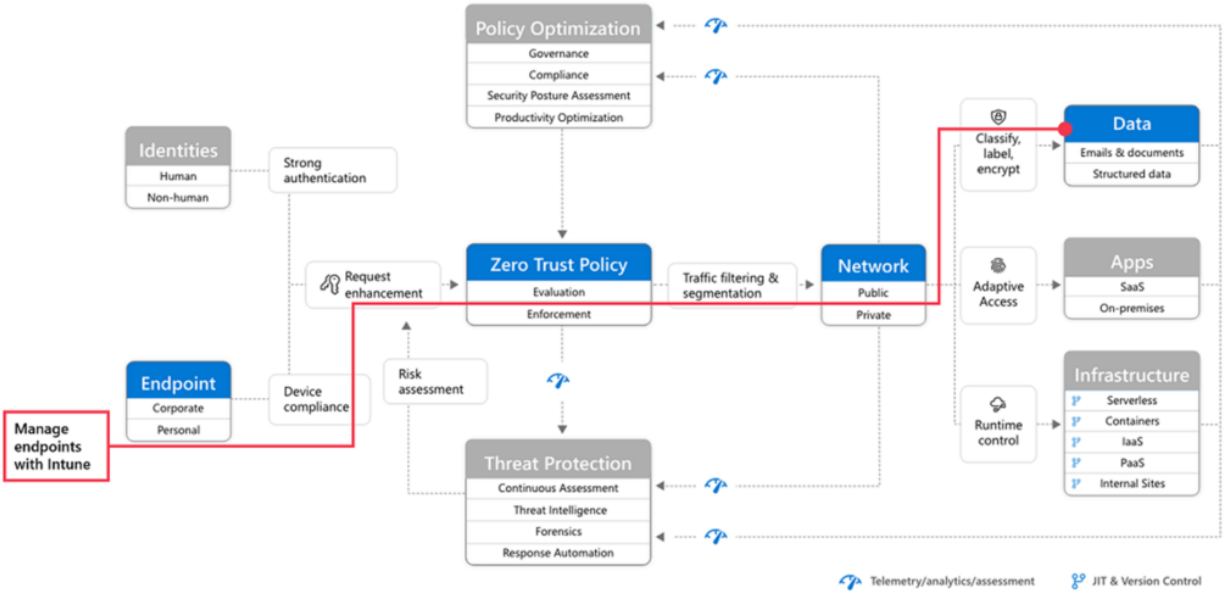 Policy Optimization
Governance
Compliance
Security Posture Assessment
Productivity Optimization
Identities
Human
Non-human
Strong
authentication
Classify,
label,
encrypt
Data
Emails & documents
Structured data
Request
enhancement
Zero Trust Policy
Evaluation
Enforcement
Traffic filtering &
segmentation
Network
Public
Private
Adaptive
Access
Apps
SaaS
On-premises
Endpoint
Corporate
Personal
Device
compliance
Risk
assessment
Manage
endpoints
with Intune
Threat Protection
Continuous Assessment
Threat Intelligence
Forensics
Response Automation
Runtime
control
Infrastructure
Serverless
Containers
IaaS
PaaS
Internal Sites
Telemetry/analytics/assessment
JIT & Version Control